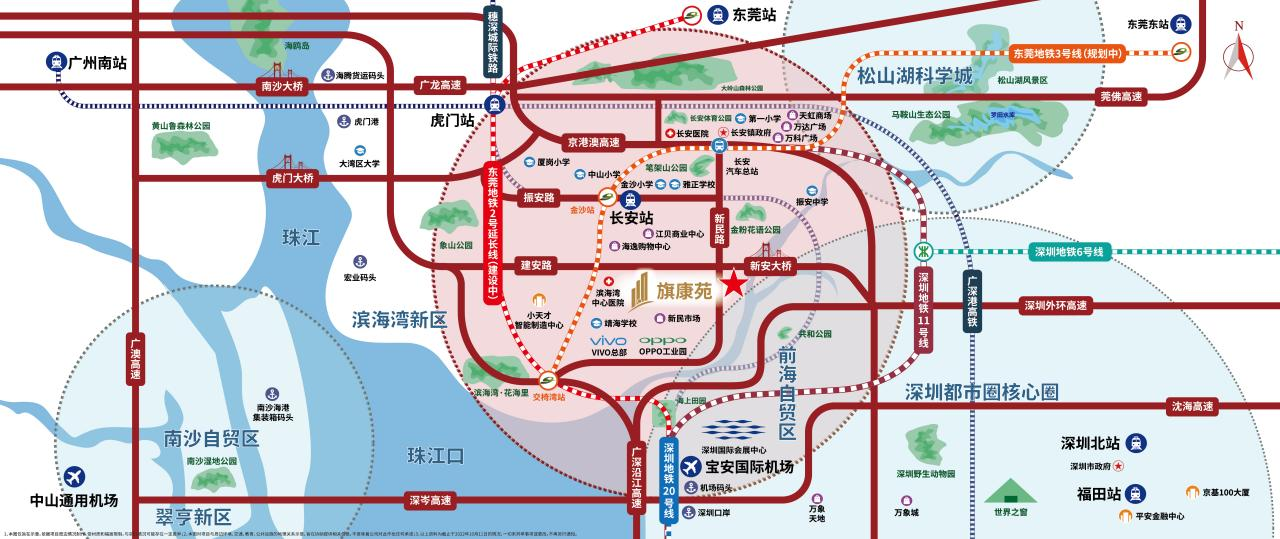 穗深城际铁路
东莞站
东莞东站
N
海鸥岛
广州南站
海腾货运码头
南沙大桥
广龙高速
大岭山森林公园
松山湖科学城
东莞地铁3号线(规划中)
松山湖风景区
莞佛高速
虎门站
虎门港
黄山鲁森林公园
大湾区大学
虎门大桥
京港澳高速
长安体育公园
第一小学
天虹商场
长安医院
长安镇政府
万达广场
万科广场
马鞍山生态公园
罗田水库
厦岗小学
中山小学
笔架山公园
长安
汽车总站
金沙小学
雅正学校
振安路
金沙站
长安站
振安中学
东莞地铁2号延长线(建设中)
新民路
金粉花语公园
象山公园
江贝商业中心
海逸购物中心
珠江
宏业码头
建安路
新安大桥
深圳地铁6号线
滨海湾
中心医院
旗康苑
小天才
智能制造中心
靖海学校
新民市场
深圳地铁11号线
广深港高铁
深圳外环高速
滨海湾新区
vivo
VIVO总部
oppo
OPPO工业园
共和公园
前海自贸区
广澳高速
滨海湾·花海里
交椅湾站
海上田园
深圳都市圈核心圈
沈海高速
南沙海港
集装箱码头
南沙自贸区
南沙湿地公园
珠江口
广深沿江高速
深圳地铁20号线
深圳国际会展中心
宝安国际机场
机场码头
深圳口岸
深圳野生动物园
深圳北站
深圳市政府
福田站
京基100大厦
平安金融中心
世界之窗
万象城
万象
天地
中山通用机场
翠亨新区
深岑高速